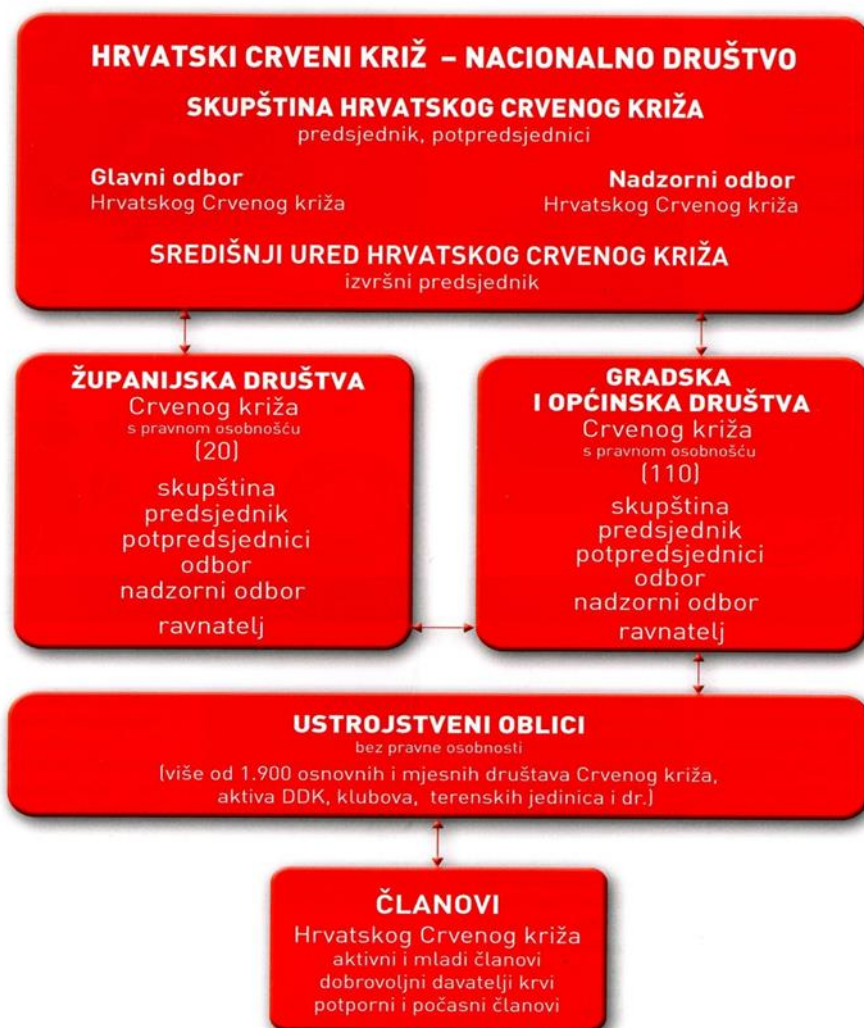 HRVATSKI CRVENI KRIŽ – NACIONALNO DRUŠTVO
SKUPŠTINA HRVATSKOG CRVENOG KRIŽA
predsjednik, potpredsjednici
Glavni odbor
Hrvatskog Crvenog križa
Nadzorni odbor
Hrvatskog Crvenog križa
SREDIŠNJI URED HRVATSKOG CRVENOG KRIŽA
izvršni predsjednik
ŽUPANIJSKA DRUŠTVA
Crvenog križa
s pravnom osobnošću
(20)
skupština
predsjednik
potpredsjednici
odbor
nadzorni odbor
ravnatelj
GRADSKA
I OPĆINSKA DRUŠTVA
Crvenog križa
s pravnom osobnošću
(110)
skupština
predsjednik
potpredsjednici
odbor
nadzorni odbor
ravnatelj
USTROJSTVENI OBLICI
bez pravne osobnosti
(više od 1.900 osnovnih i mjesnih društava Crvenog križa,
aktiva DDK, klubova, terenskih jedinica i dr.)
ČLANOVI
Hrvatskog Crvenog križa
aktivni i mladi članovi
dobrovoljni davatelji krvi
potporni i počasni članovi